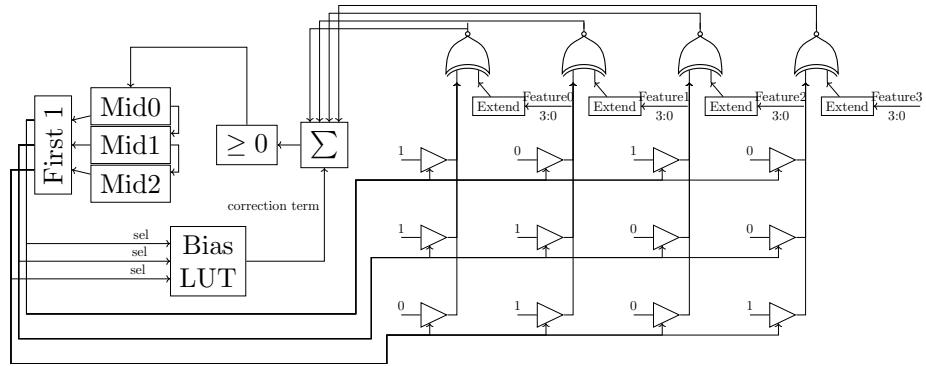 Mid0
Mid1
Mid2
First 1
≥ 0
∑
Extend
Feature0
3:0
Extend
Feature1
3:0
Extend
Feature2
3:0
Extend
Feature3
3:0
1
0
1
0
correction term
sel
sel
sel
Bias
LUT
1
1
0
0
0
1
0
1